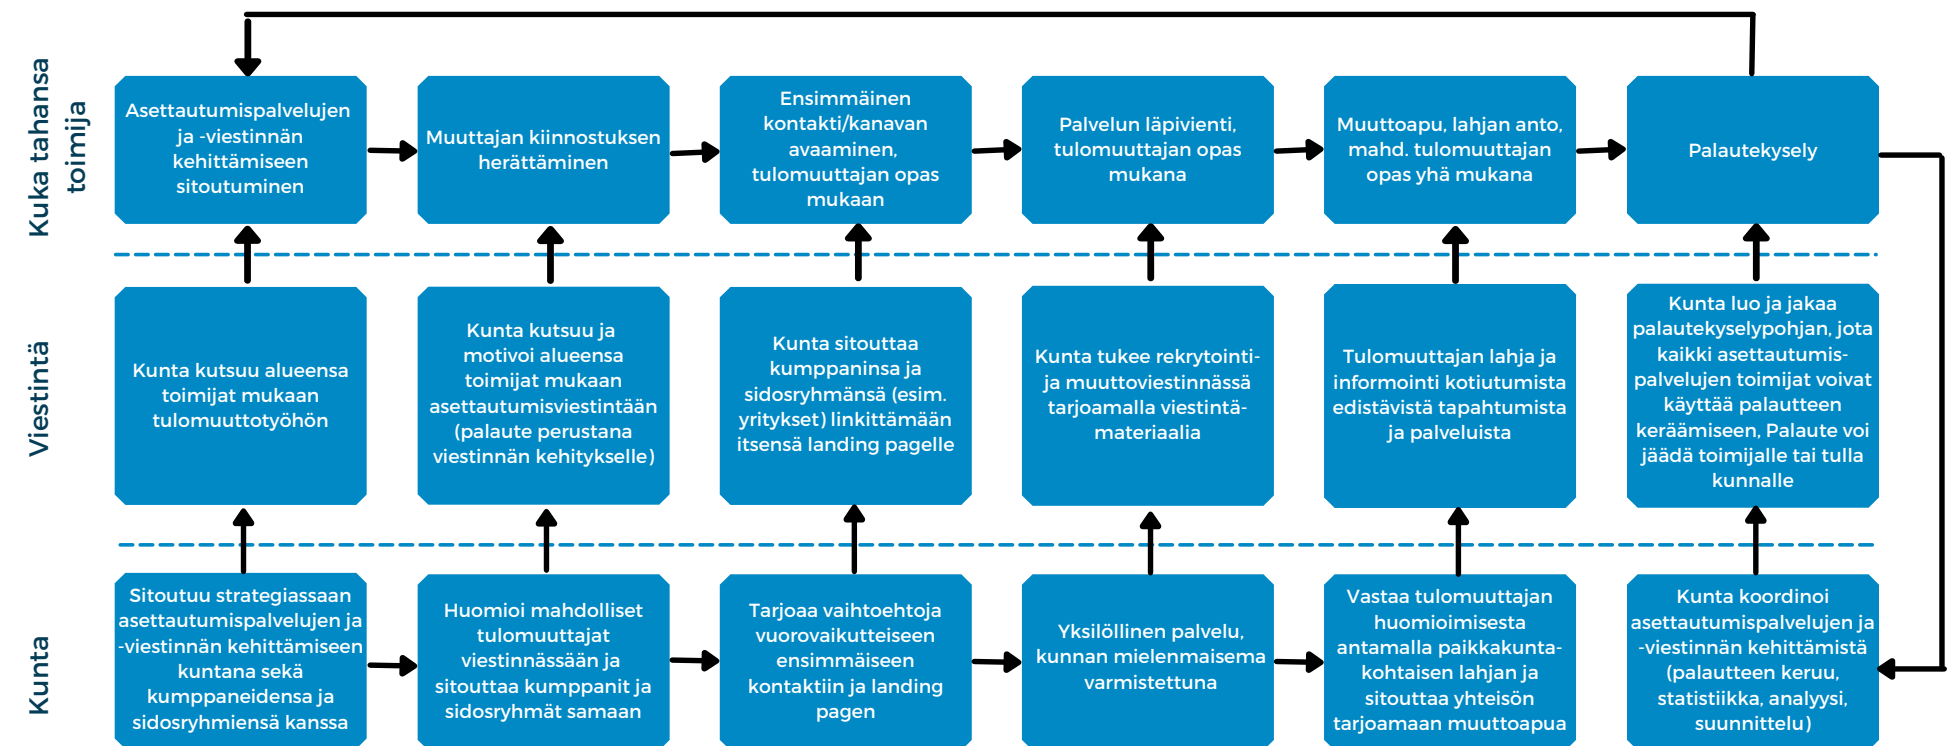 Kuka tahansa
toimija
Asettautumispalvelujen
ja -viestinnän
kehittämiseen
sitoutuminen
Muuttajan kiinnostuksen
herättäminen
Ensimmäinen
kontakti/kanavan
avaaminen,
tulomuuttajan opas
mukaan
Palvelun läpivienti,
tulomuuttajan opas
mukana
Muuttoapu, lahjan anto,
mahd. tulomuuttajan
opas yhä mukana
Palautekysely
Viestintä
Kunta kutsuu alueensa
toimijat mukaan
tulomuuttotyöhön
Kunta kutsuu ja
motivoi alueensa
toimijat mukaan
asettautumisviestintään
(palaute perustana
viestinnän kehitykselle)
Kunta sitouttaa
kumppaninsa ja
sidosryhmänsä (esim.
yritykset) linkittämään
itsensä landing pagelle
Kunta tukee rekrytointi-
ja muuttoviestinnässä
tarjoamalla viestintä-
materiaalia
Tulomuuttajan lahja ja
informointi kotiutumista
edistävistä tapahtumista
ja palveluista
Kunta luo ja jakaa
palautekyselypohjan, jota
kaikki asettautumis-
palvelujen toimijat voivat
käyttää palautteen
keräämiseen, Palaute voi
jäädä toimijalle tai tulla
kunnalle
Kunta
Sitoutuu strategiassaan
asettautumispalvelujen ja
-viestinnän kehittämiseen
kuntana sekä
kumppaneidensa ja
sidosryhmiensä kanssa
Huomioi mahdolliset
tulomuuttajat
viestinnässään ja
sitouttaa kumppanit ja
sidosryhmät samaan
Tarjoaa vaihtoehtoja
vuorovaikutteiseen
ensimmäiseen
kontaktiin ja landing
pagen
Yksilöllinen palvelu,
kunnan mielenmaisema
varmistettuna
Vastaa tulomuuttajan
huomioimisesta
antamalla paikkakunta-
kohtaisen lahjan ja
sitouttaa yhteisön
tarjoamaan muuttoapua
Kunta koordinoi
asettautumispalvelujen ja
-viestinnän kehittämistä
(palautteen keruu,
statistiikka, analyysi,
suunnittelu)